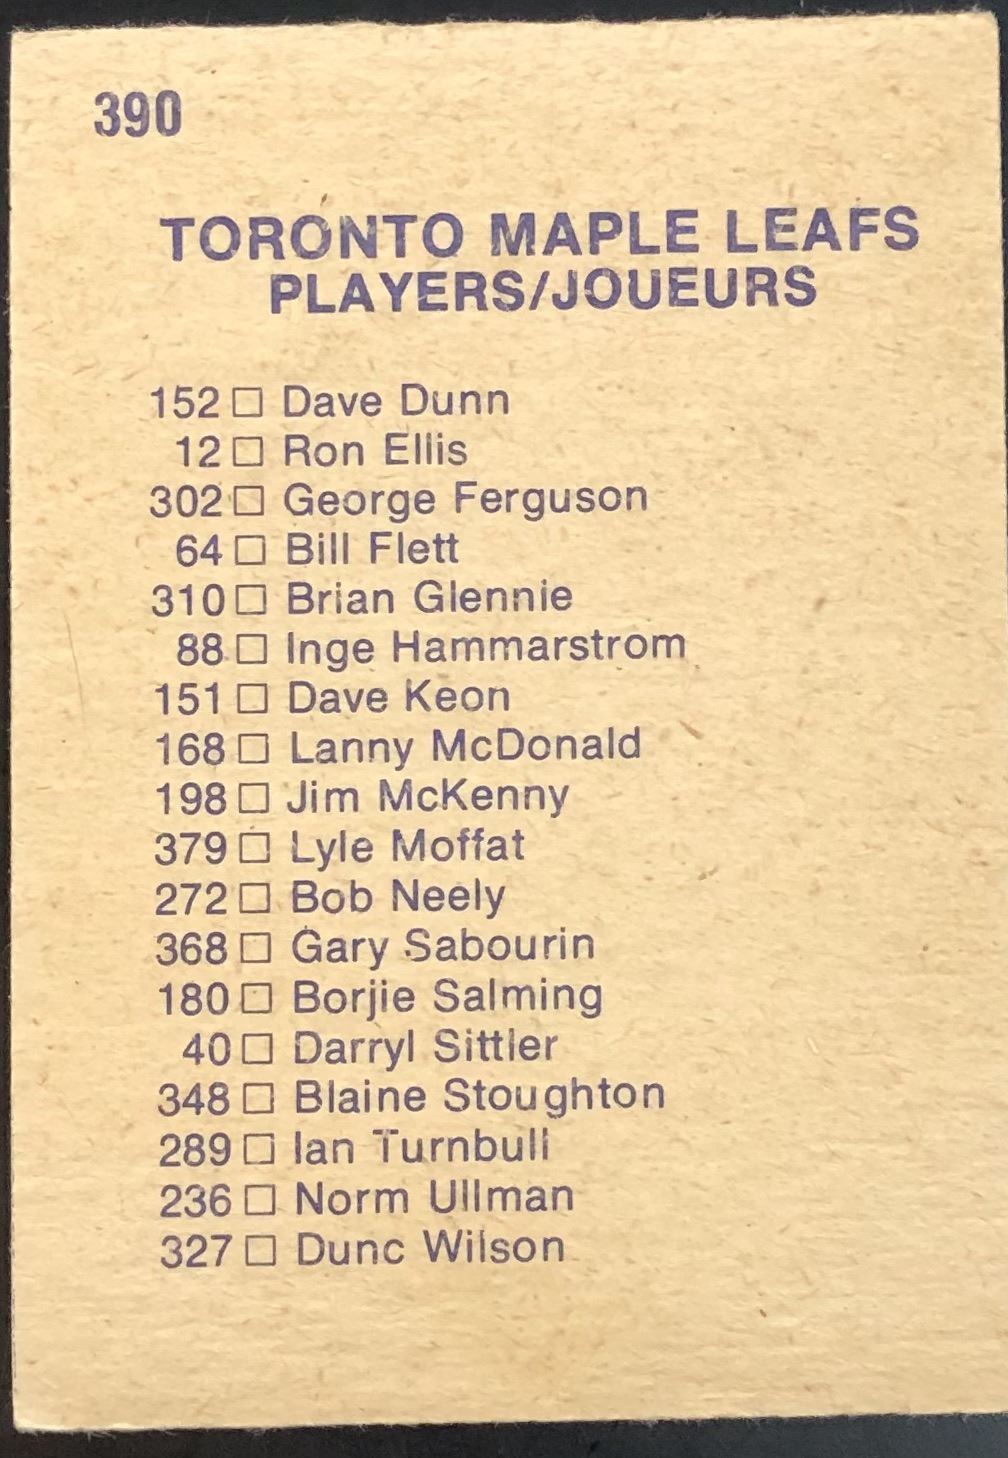 390
TORONTO MAPLE LEAFS
PLAYERS/JOUEURS
152 □ Dave Dunn
12 □ Ron Ellis
302 □ George Ferguson
64 □ Bill Flett
310 □ Brian Glennie
88 □ Inge Hammarstrom
151 □ Dave Keon
168 □ Lanny McDonald
198 □ Jim McKenny
379 □ Lyle Moffat
272 □ Bob Neely
368 □ Gary Sabourin
180 □ Borjie Salming
40 □ Darryl Sittler
348 □ Blaine Stoughton
289 □ Ian Turnbull
236 □ Norm Ullman
327 □ Dunc Wilson